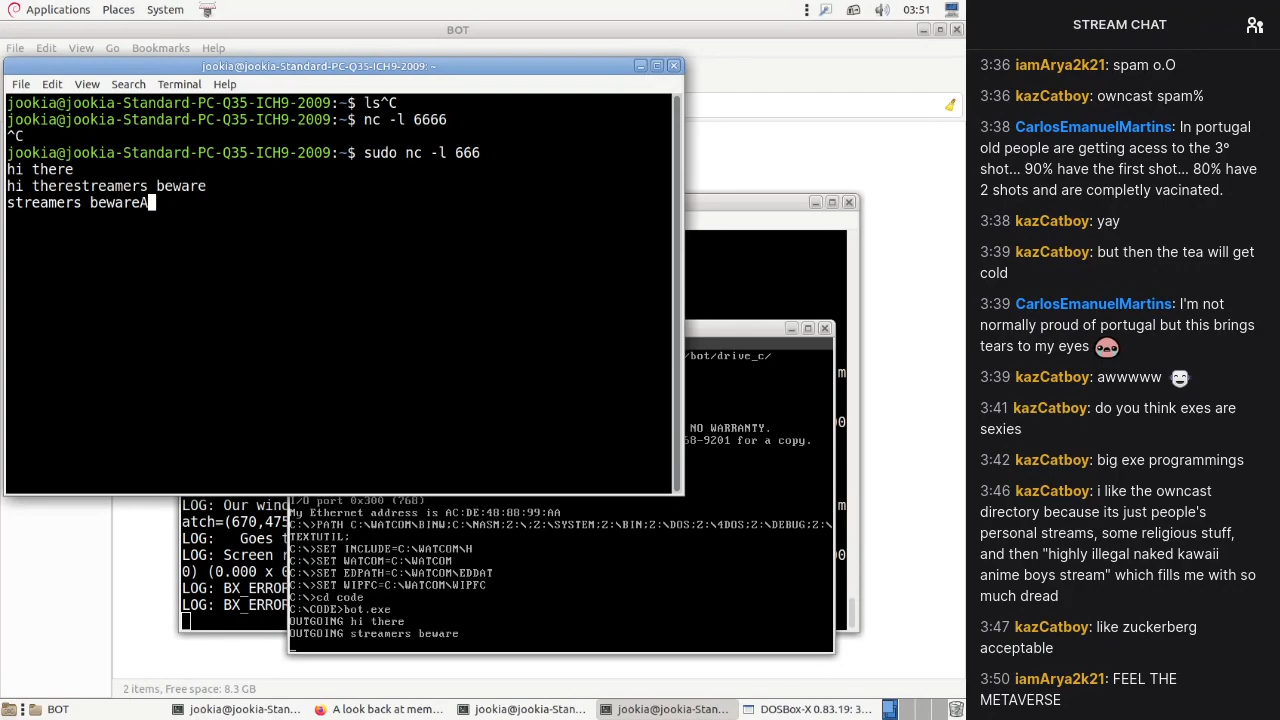 Applications Places System 03:51
BOT
File Edit View Go Bookmarks Help
jookia@jookia-Standard-PC-Q35-ICH9-2009: ~
File Edit View Search Terminal Help
jookia@jookia-Standard-PC-Q35-ICH9-2009:~$ ls^C
jookia@jookia-Standard-PC-Q35-ICH9-2009:~$ nc -l 6666
^C
jookia@jookia-Standard-PC-Q35-ICH9-2009:~$ sudo nc -l 666
hi there
hi therestreamers beware
streamers bewareA
/bot/drive_c/
NO WARRANTY.
68-9201 for a copy.
I/O port 0x300 (768)
My Ethernet address is AC:DE:48:88:99:AA
C:\>PATH C:\WATCOM\BINW;C:\NASM;Z:\;Z:\SYSTEM;Z:\BIN;Z:\DOS;Z:\4DOS;Z:\DEBUG;Z:\
TEXTUTIL;
C:\>SET INCLUDE=C:\WATCOM\H
C:\>SET WATCOM=C:\WATCOM
C:\>SET EDPATH=C:\WATCOM\EDDAT
C:\>SET WIPFC=C:\WATCOM\WIPFC
C:\>cd code
C:\CODE>bot.exe
OUTGOING hi there
OUTGOING streamers beware
LOG: Our wind
atch=(670,475
LOG: Goes t
LOG: Screen r
0) (0.000 x 0
LOG: BX_ERROR
LOG: BX_ERROR
2 items, Free space: 8.3 GB
BOT
jookia@jookia-Stan...
A look back at mem...
jookia@jookia-Stan...
jookia@jookia-Stan...
DOSBox-X 0.83.19: 3...
STREAM CHAT
3:36 iamArya2k21: spam o.O
3:36 kazCatboy: owncast spam%
3:38 CarlosEmanuelMartins: In portugal
old people are getting acess to the 3º
shot... 90% have the first shot... 80% have
2 shots and are completly vacinated.
3:38 kazCatboy: yay
3:39 kazCatboy: but then the tea will get
cold
3:39 CarlosEmanuelMartins: I'm not
normally proud of portugal but this brings
tears to my eyes
3:39 kazCatboy: awwwww
3:41 kazCatboy: do you think exes are
sexies
3:42 kazCatboy: big exe programmings
3:46 kazCatboy: i like the owncast
directory because its just people's
personal streams, some religious stuff,
and then "highly illegal naked kawaii
anime boys stream" which fills me with so
much dread
3:47 kazCatboy: like zuckerberg
acceptable
3:50 iamArya2k21: FEEL THE
METAVERSE